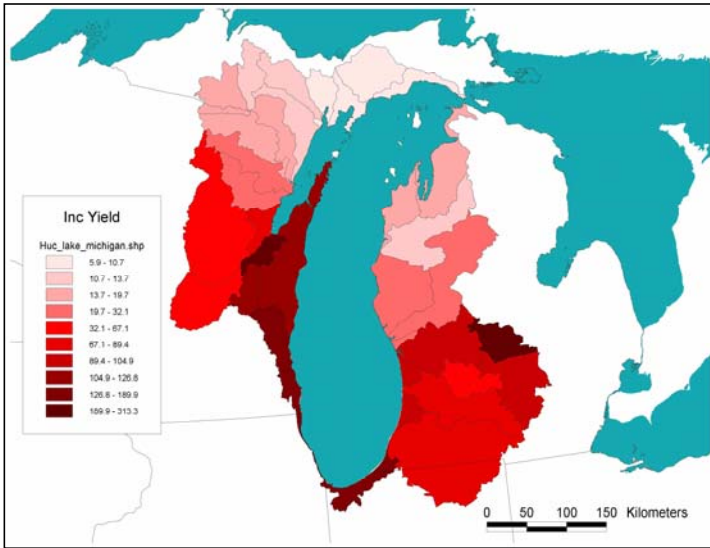 Inc Yield
Huc_lake_michigan.shp
5.9 - 10.7
10.7 - 13.7
13.7 - 19.7
19.7 - 32.1
32.1 - 67.1
67.1 - 89.4
89.4 - 104.9
104.9 - 126.8
126.8 - 189.9
189.9 - 313.3
0 50 100 150 Kilometers